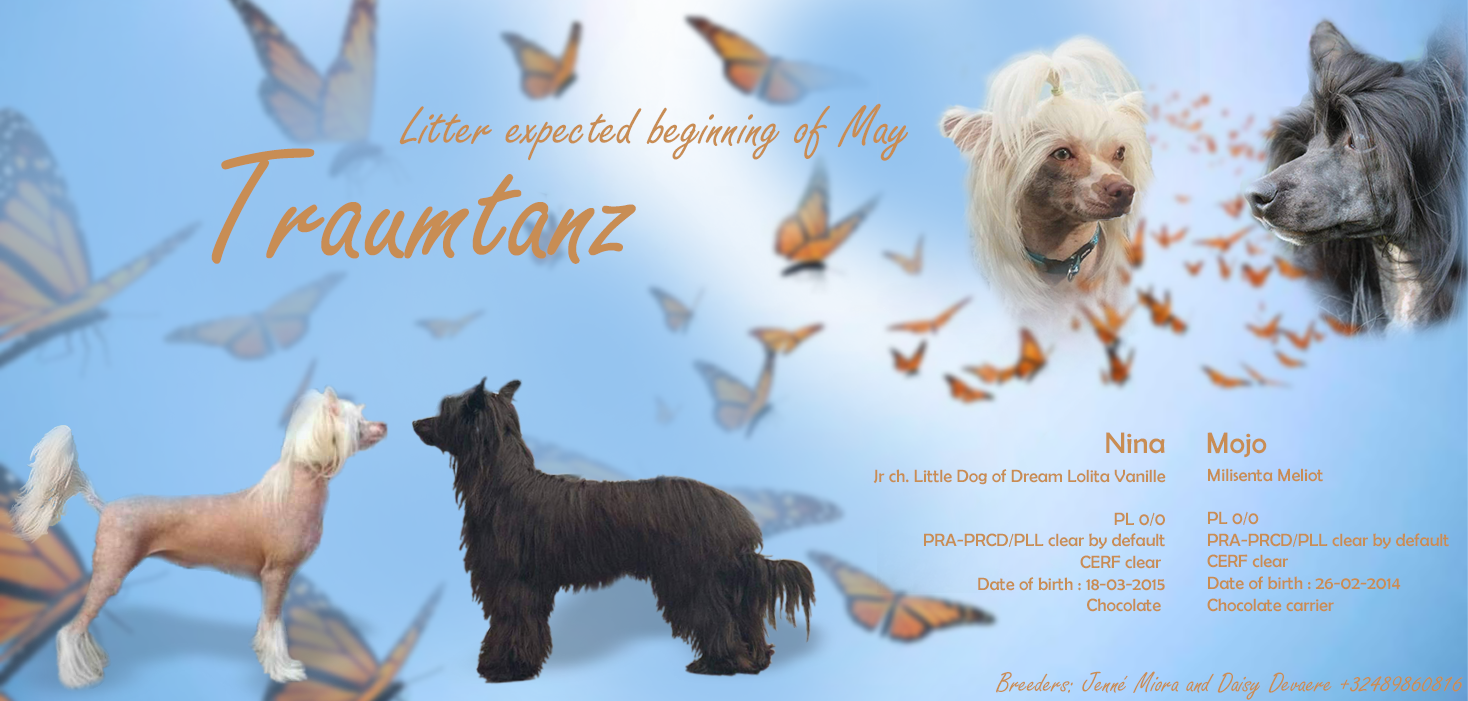 Litter expected beginning of May
Traumtanz
Nina
Jr ch. Little Dog of Dream Lolita Vanille
PL 0/0
PRA-PRCD/PLL clear by default
CERF clear
Date of birth : 18-03-2015
Chocolate
Mojo
Milisenta Meliot
PL 0/0
PRA-PRCD/PLL clear by default
CERF clear
Date of birth : 26-02-2014
Chocolate carrier
Breeders: Jenné Miora and Daisy Devaere